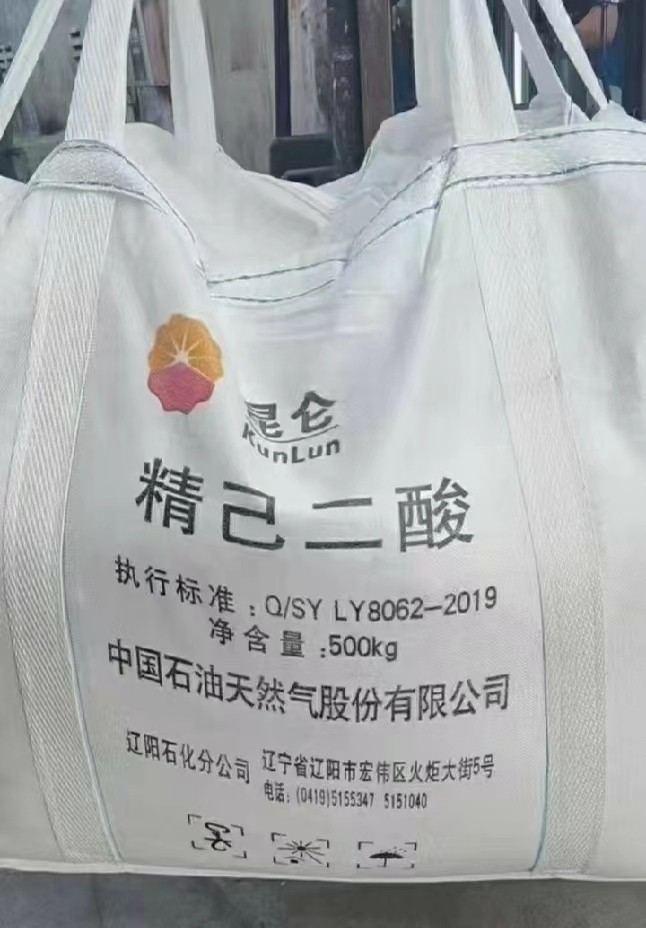 昆仑
KunLun
精己二酸
执行标准：Q/SY LY8062-2019
净含量：500kg
中国石油天然气股份有限公司
辽阳石化分公司 辽宁省辽阳市宏伟区火炬大街5号
电话：(0419)5155347 5151040